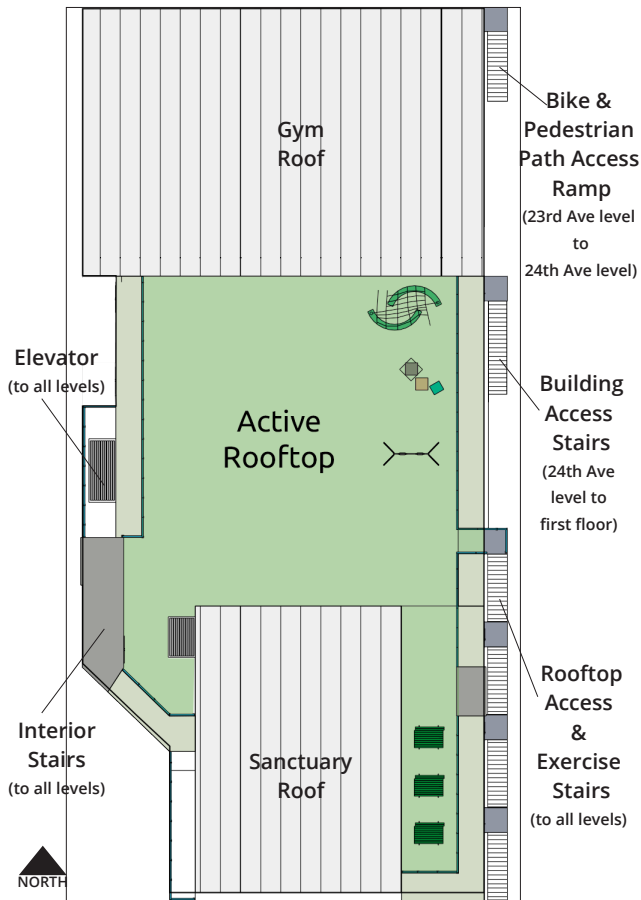 Gym
Roof
Bike &
Pedestrian
Path Access
Ramp
(23rd Ave level
to
24th Ave level)
Elevator
(to all levels)
Active
Rooftop
Building
Access
Stairs
(24th Ave
level to
first floor)
Interior
Stairs
(to all levels)
Sanctuary
Roof
Rooftop
Access
&
Exercise
Stairs
(to all levels)
NORTH